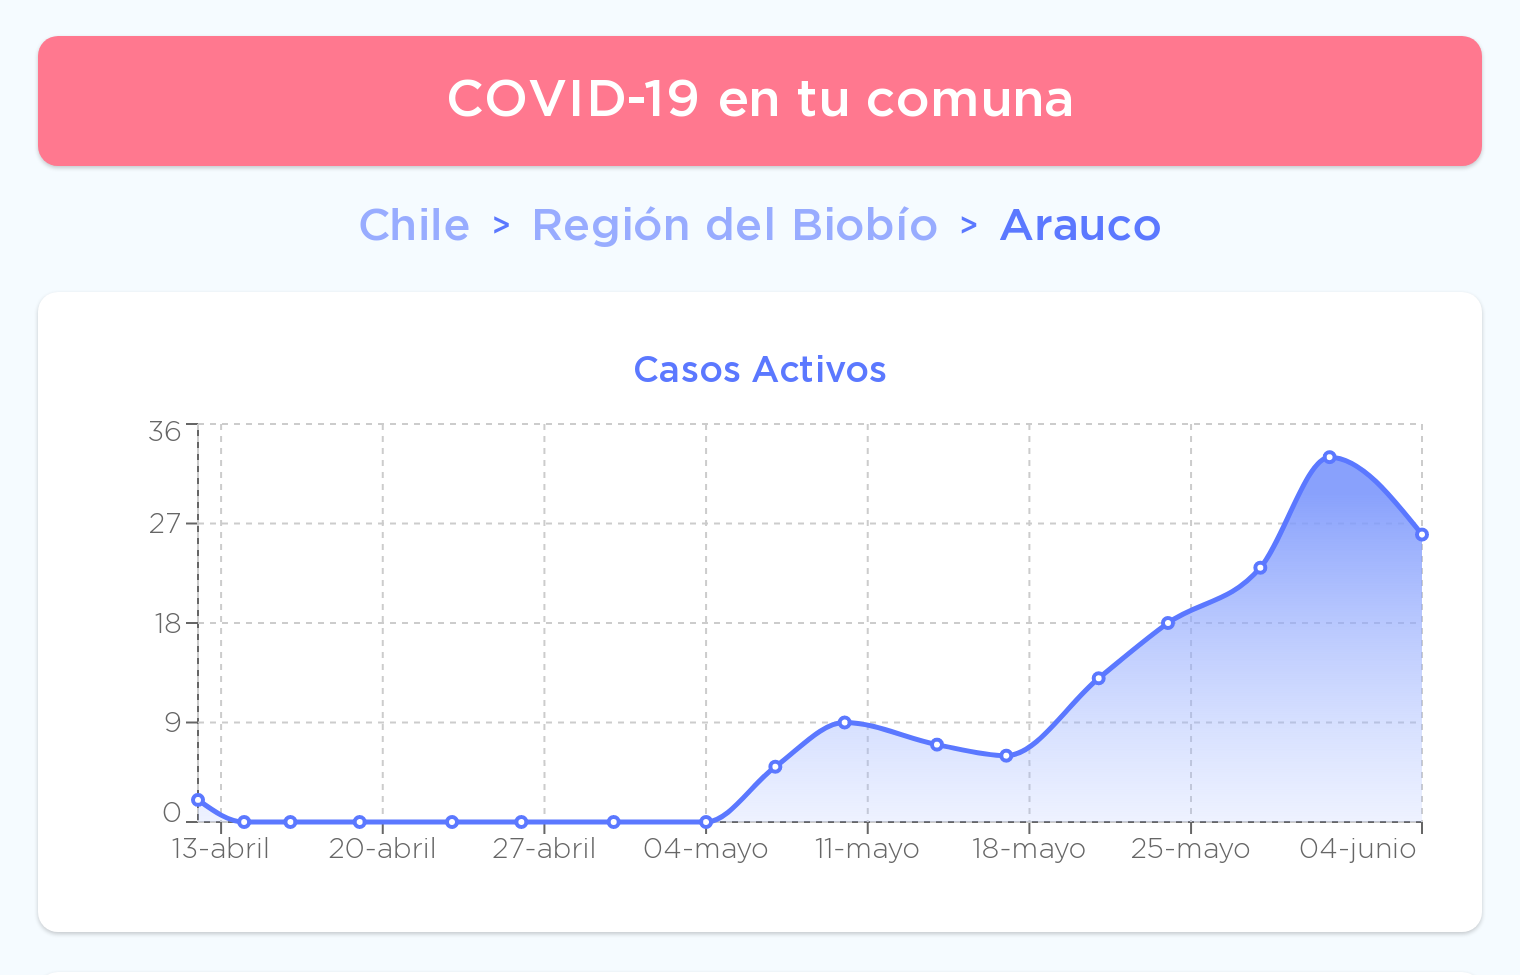 COVID-19 en tu comuna
Chile > Región del Biobío > Arauco
Casos Activos
36
27
18
9
0
13-abril 20-abril 27-abril 04-mayo 11-mayo 18-mayo 25-mayo 04-junio